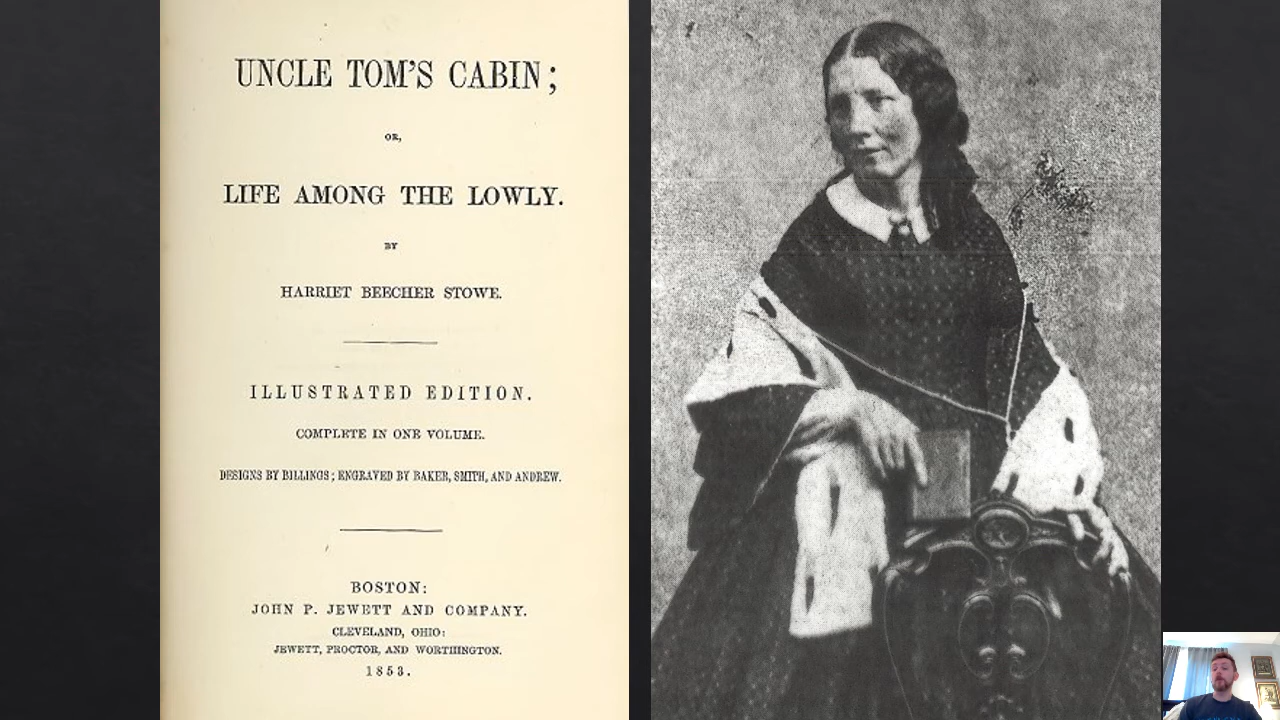 UNCLE TOM'S CABIN;
OR,
LIFE AMONG THE LOWLY.
BY
HARRIET BEECHER STOWE.
ILLUSTRATED EDITION.
COMPLETE IN ONE VOLUME.
DESIGNS BY BILLINGS; ENGRAVED BY BAKER, SMITH, AND ANDREW.
BOSTON:
JOHN P. JEWETT AND COMPANY.
CLEVELAND, OHIO:
JEWETT, PROCTOR, AND WORTHINGTON.
1853.